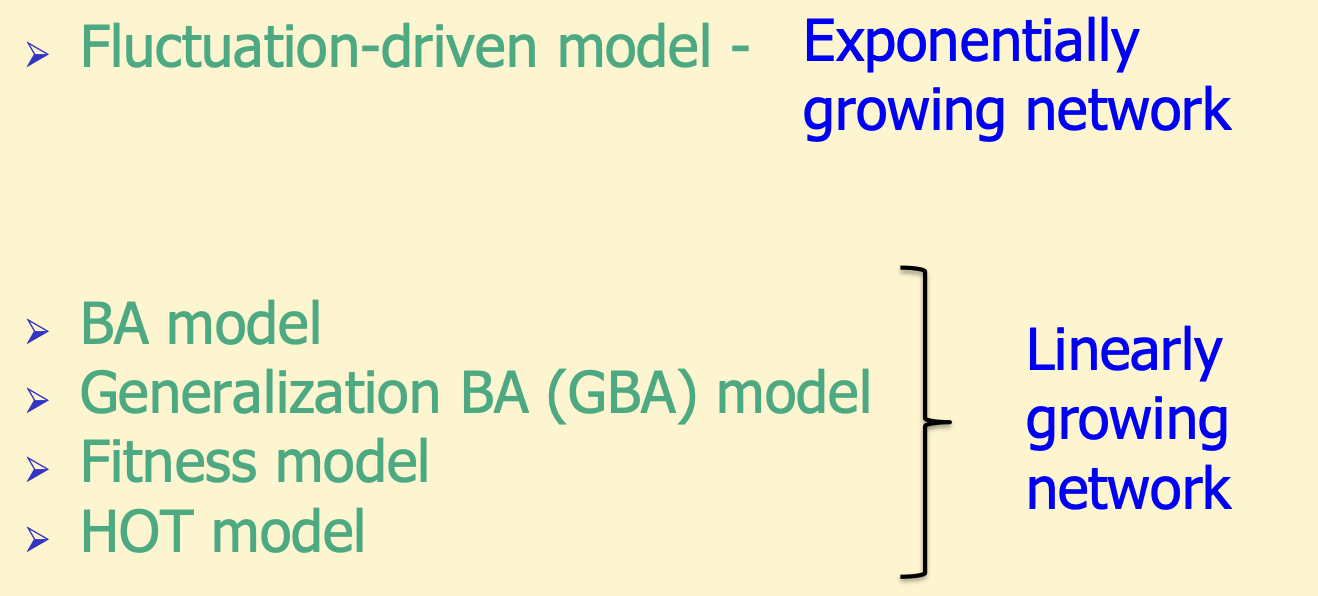 ➢ Fluctuation-driven model - Exponentially
growing network
➢ BA model
➢ Generalization BA (GBA) model
➢ Fitness model
➢ HOT model
Linearly
growing
network